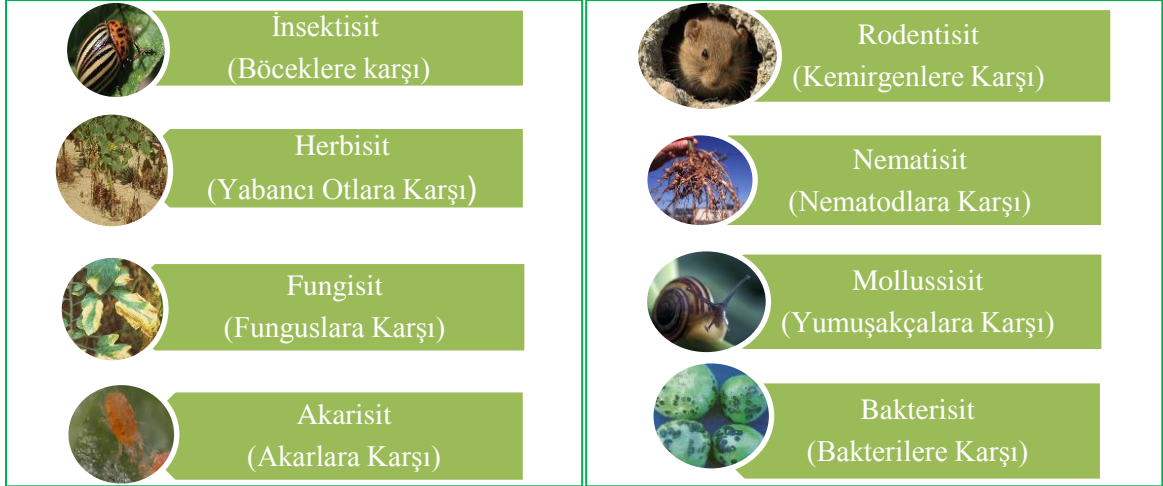 İnsektisit
(Böceklere karşı)
Herbisit
(Yabancı Otlara Karşı)
Fungisit
(Funguslara Karşı)
Akarisit
(Akarlara Karşı)
Rodentisit
(Kemirgenlere Karşı)
Nematisit
(Nematodlara Karşı)
Mollussisit
(Yumuşakçalara Karşı)
Bakterisit
(Bakterilere Karşı)